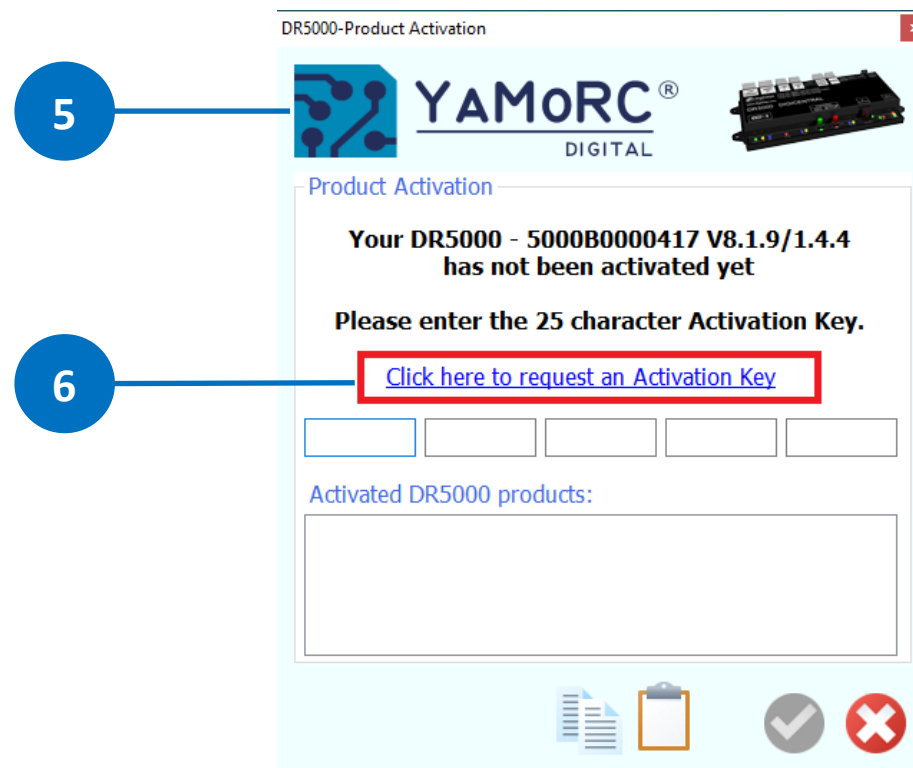 DR5000-Product Activation
5
YAMORC®
DIGITAL
Product Activation
Your DR5000 - 5000B0000417 V8.1.9/1.4.4
has not been activated yet
Please enter the 25 character Activation Key.
6
Click here to request an Activation Key
Activated DR5000 products: